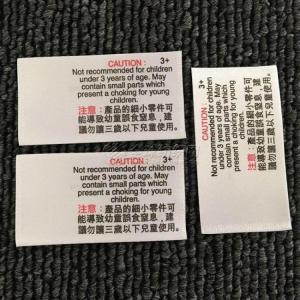 CAUTION : 3+
Not recommended for children
under 3 years of age. May
contain small parts which
present a choking for young
children.
注意：產品的細小零件可
能導致幼童誤食窒息，建
議勿讓三歲以下兒童使用。
CAUTION : 3+
Not recommended for children
under 3 years of age. May
contain small parts which
present a choking for young
children.
注意：產品的細小零件可
能導致幼童誤食窒息，建
議勿讓三歲以下兒童使用。
CAUTION : 3+
Not recommended for children
under 3 years of age. May
contain small parts which
present a choking for young
children.
注意：產品的細小零件可
能導致幼童誤食窒息，建
議勿讓三歲以下兒童使用。